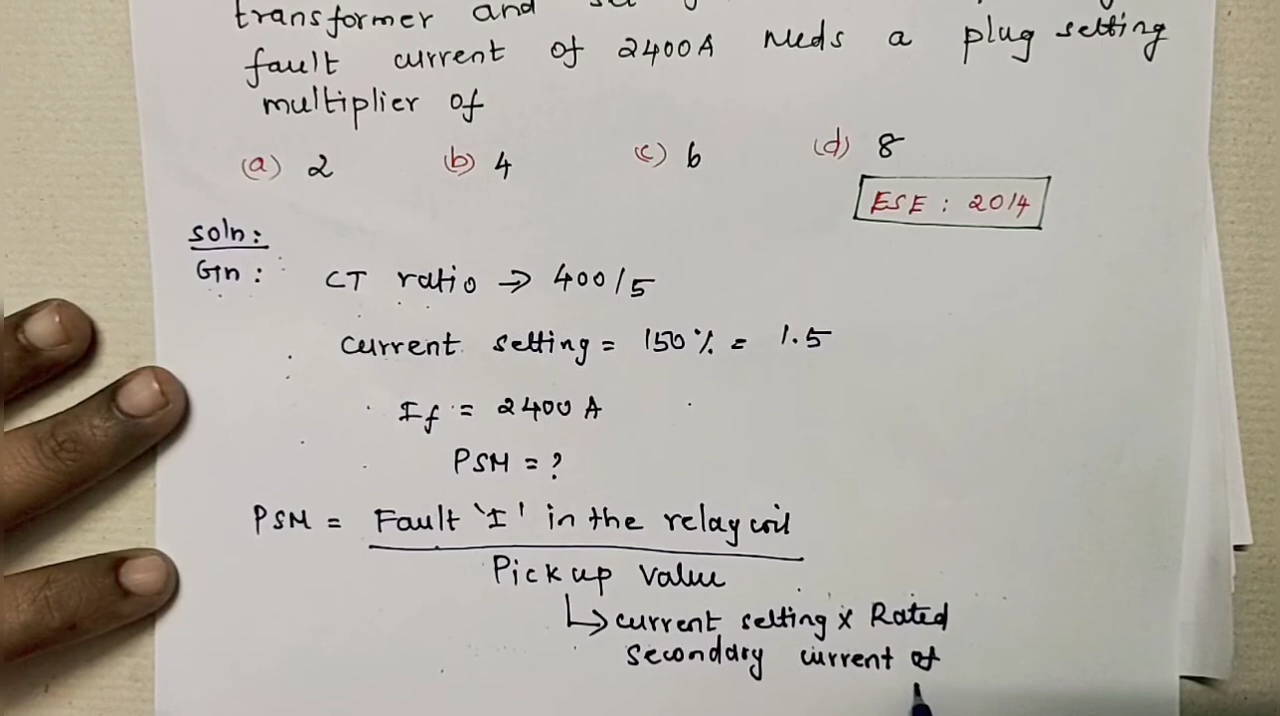 transformer and
fault current of 2400A needs a plug setting
multiplier of
(a) 2 (b) 4 (c) 6 (d) 8
ESE : 2014
Soln:
Gn: CT ratio → 400/5
current setting = 150% = 1.5
If = 2400 A
PSM = ?
PSM = Fault 'I' in the relay coil
Pick up value
↳ current setting x Rated
secondary current of